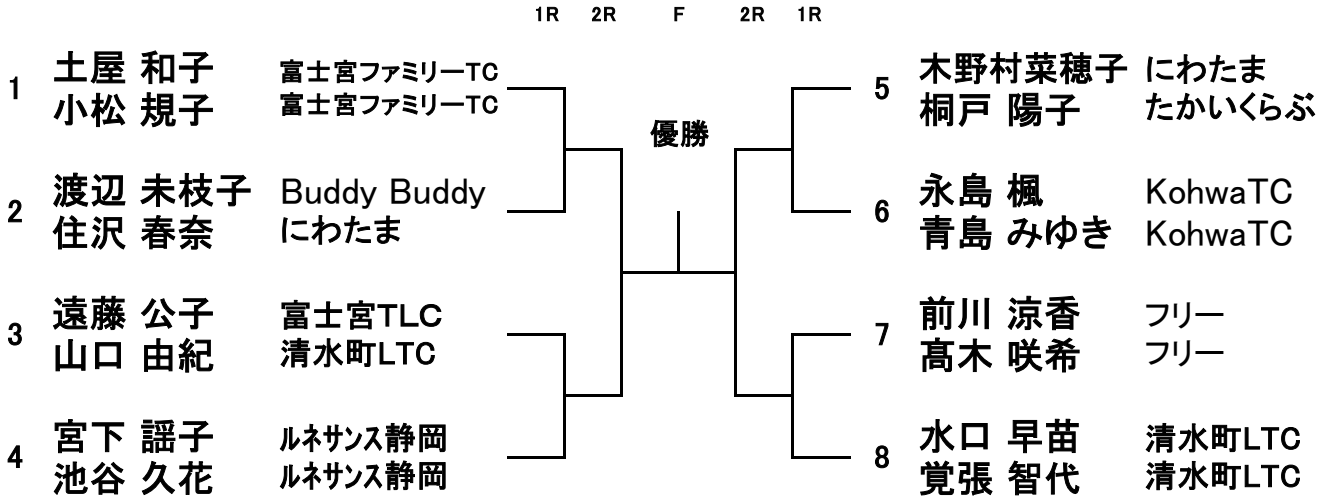 1R 2R F 2R 1R
優勝
1 土屋 和子 富士宮ファミリーTC
小松 規子 富士宮ファミリーTC
2 渡辺 未枝子 Buddy Buddy
住沢 春奈 にわたま
3 遠藤 公子 富士宮TLC
山口 由紀 清水町LTC
4 宮下 謡子 ルネサンス静岡
池谷 久花 ルネサンス静岡
5 木野村菜穂子 にわたま
桐戸 陽子 たかいくらぶ
6 永島 楓 KohwaTC
青島 みゆき KohwaTC
7 前川 涼香 フリー
髙木 咲希 フリー
8 水口 早苗 清水町LTC
覚張 智代 清水町LTC